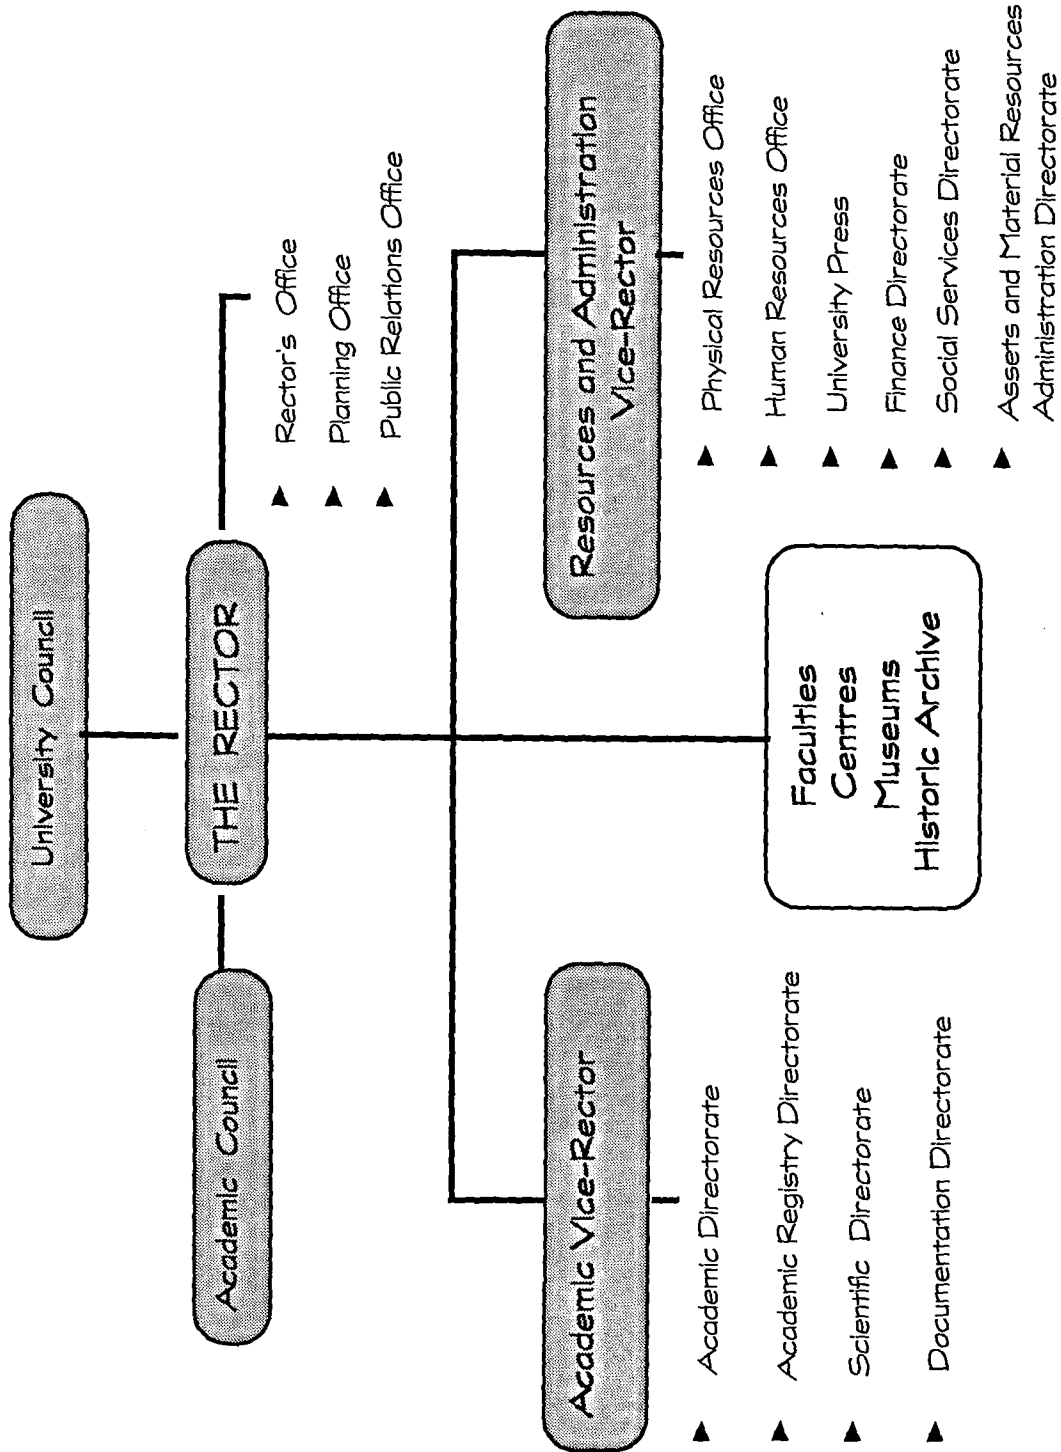 University Council
Academic Council
THE RECTOR
Rector's Office
Planning Office
Public Relations Office
Academic Vice-Rector
Academic Directorate
Academic Registry Directorate
Scientific Directorate
Documentation Directorate
Faculties
Centres
Museums
Historic Archive
Resources and Administration
Vice-Rector
Physical Resources Office
Human Resources Office
University Press
Finance Directorate
Social Services Directorate
Assets and Material Resources
Administration Directorate